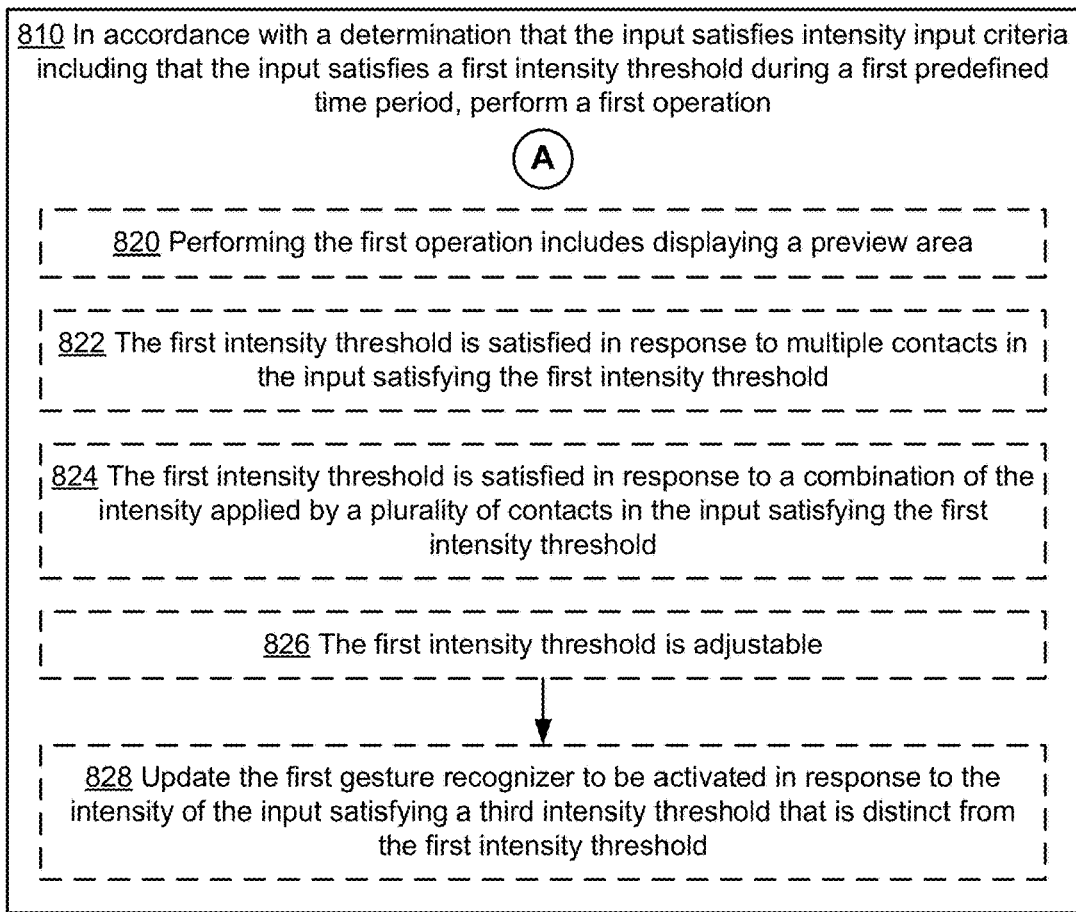 810 In accordance with a determination that the input satisfies intensity input criteria
including that the input satisfies a first intensity threshold during a first predefined
time period, perform a first operation
A
820 Performing the first operation includes displaying a preview area
822 The first intensity threshold is satisfied in response to multiple contacts in
the input satisfying the first intensity threshold
824 The first intensity threshold is satisfied in response to a combination of the
intensity applied by a plurality of contacts in the input satisfying the first
intensity threshold
826 The first intensity threshold is adjustable
828 Update the first gesture recognizer to be activated in response to the
intensity of the input satisfying a third intensity threshold that is distinct from
the first intensity threshold